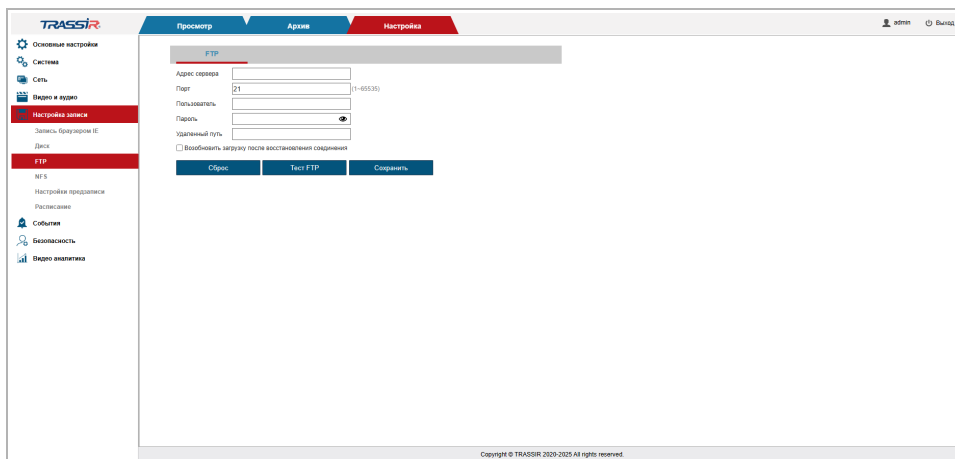 TRASSIR
Просмотр
Архив
Настройка
admin
Выход
Основные настройки
Система
Сеть
Видео и аудио
Настройка записи
Запись браузером IE
Диск
FTP
NFS
Настройки предзаписи
Расписание
События
Безопасность
Видео аналитика
FTP
Адрес сервера
Порт 21 (1~65535)
Пользователь
Пароль
Удаленный путь
Возобновить загрузку после восстановления соединения
Сброс Тест FTP Сохранить
Copyright © TRASSIR 2020-2025 All rights reserved.